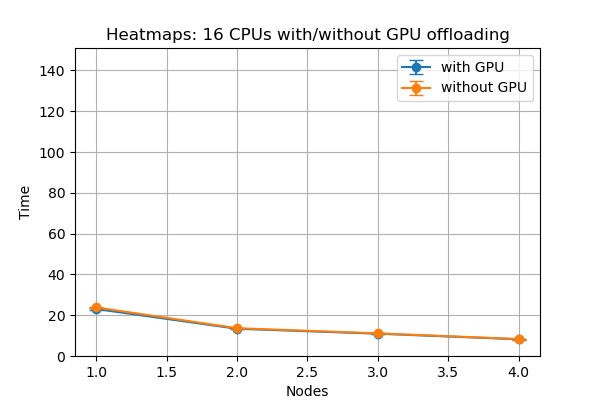 Heatmaps: 16 CPUs with/without GPU offloading
with GPU
without GPU
140
120
100
80
60
40
20
0
Time
1.0 1.5 2.0 2.5 3.0 3.5 4.0
Nodes